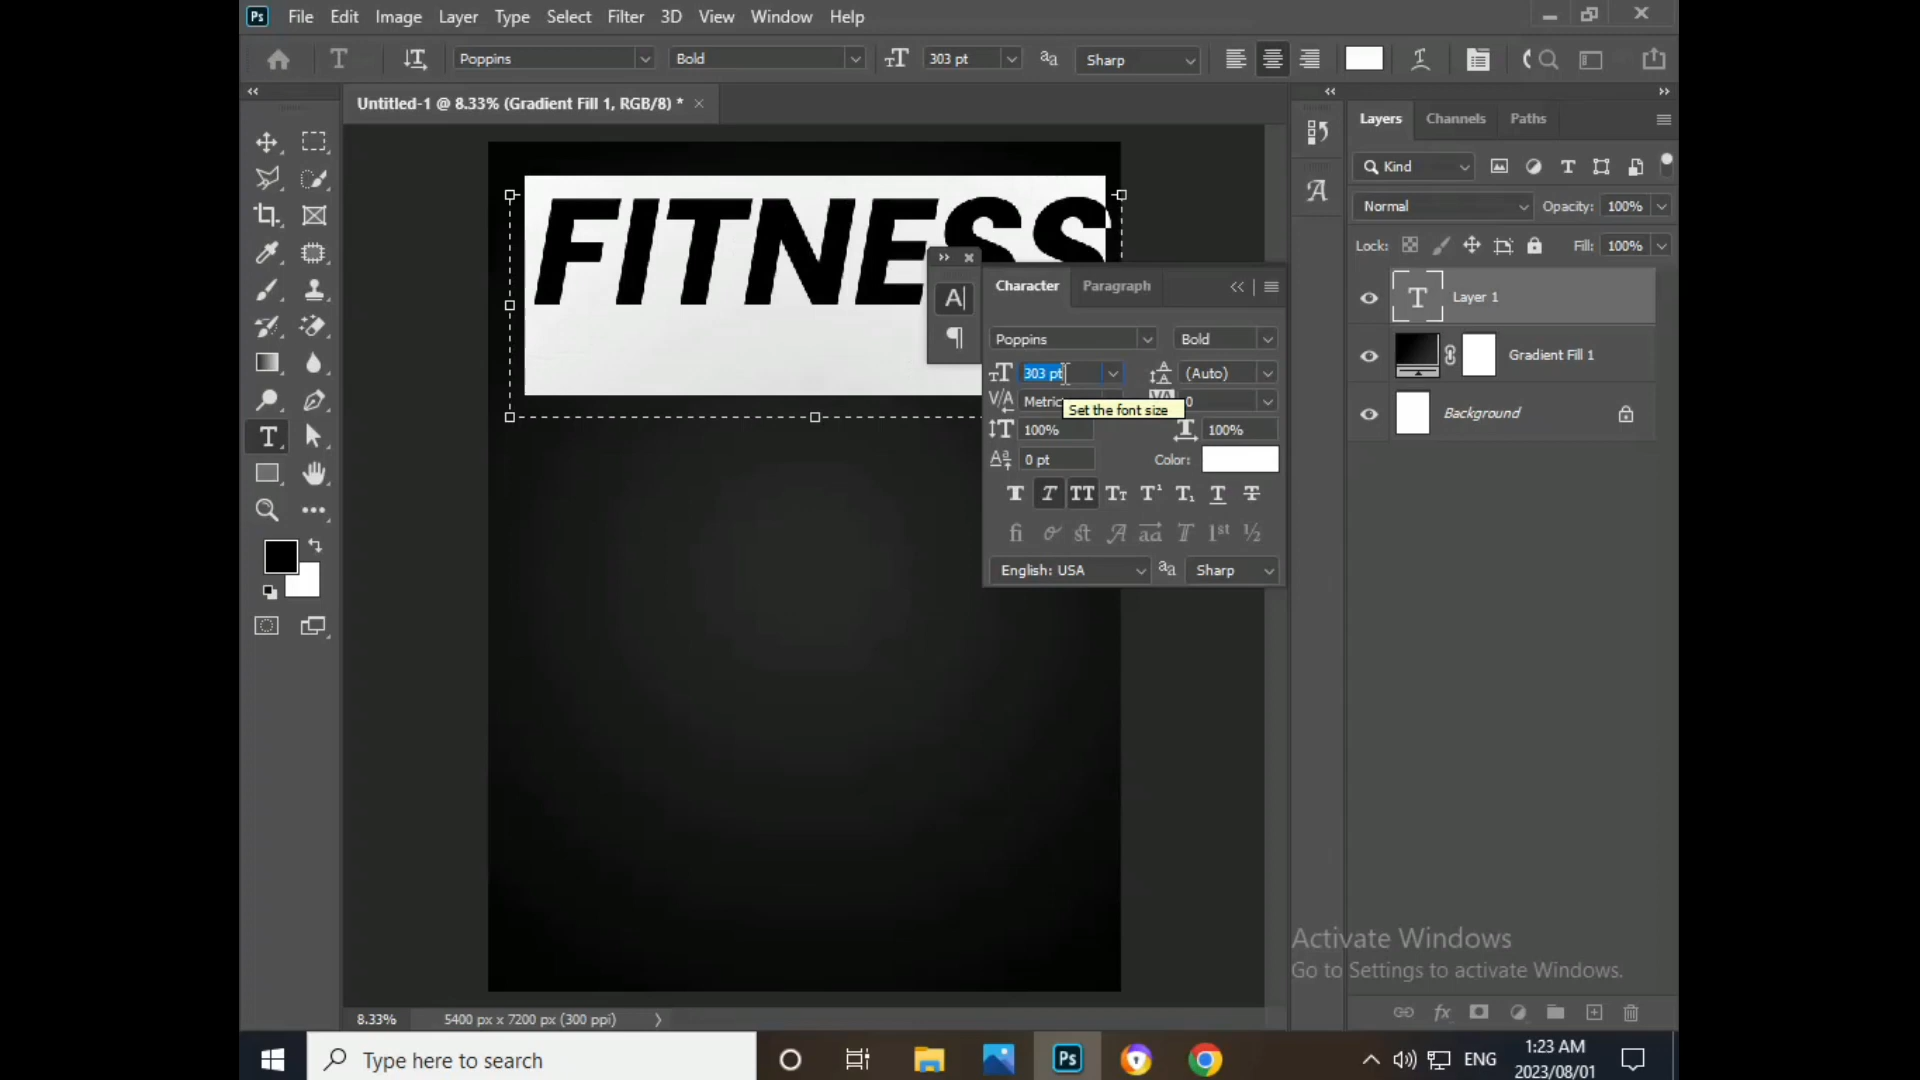 Ps File Edit Image Layer Type Select Filter 3D View Window Help
Poppins Bold 303 pt Sharp
Untitled-1 @ 8.33% (Gradient Fill 1, RGB/8) *
FITNESS
Character Paragraph
Poppins Bold
303 pt (Auto)
Metric 0
Set the font size
100% 100%
0 pt Color:
English: USA Sharp
Layers Channels Paths
Kind
Normal Opacity: 100%
Lock: Fill: 100%
Layer 1
Gradient Fill 1
Background
Activate Windows
Go to Settings to activate Windows.
8.33% 5400 px x 7200 px (300 ppi)
Type here to search
Ps
ENG
1:23 AM
2023/08/01